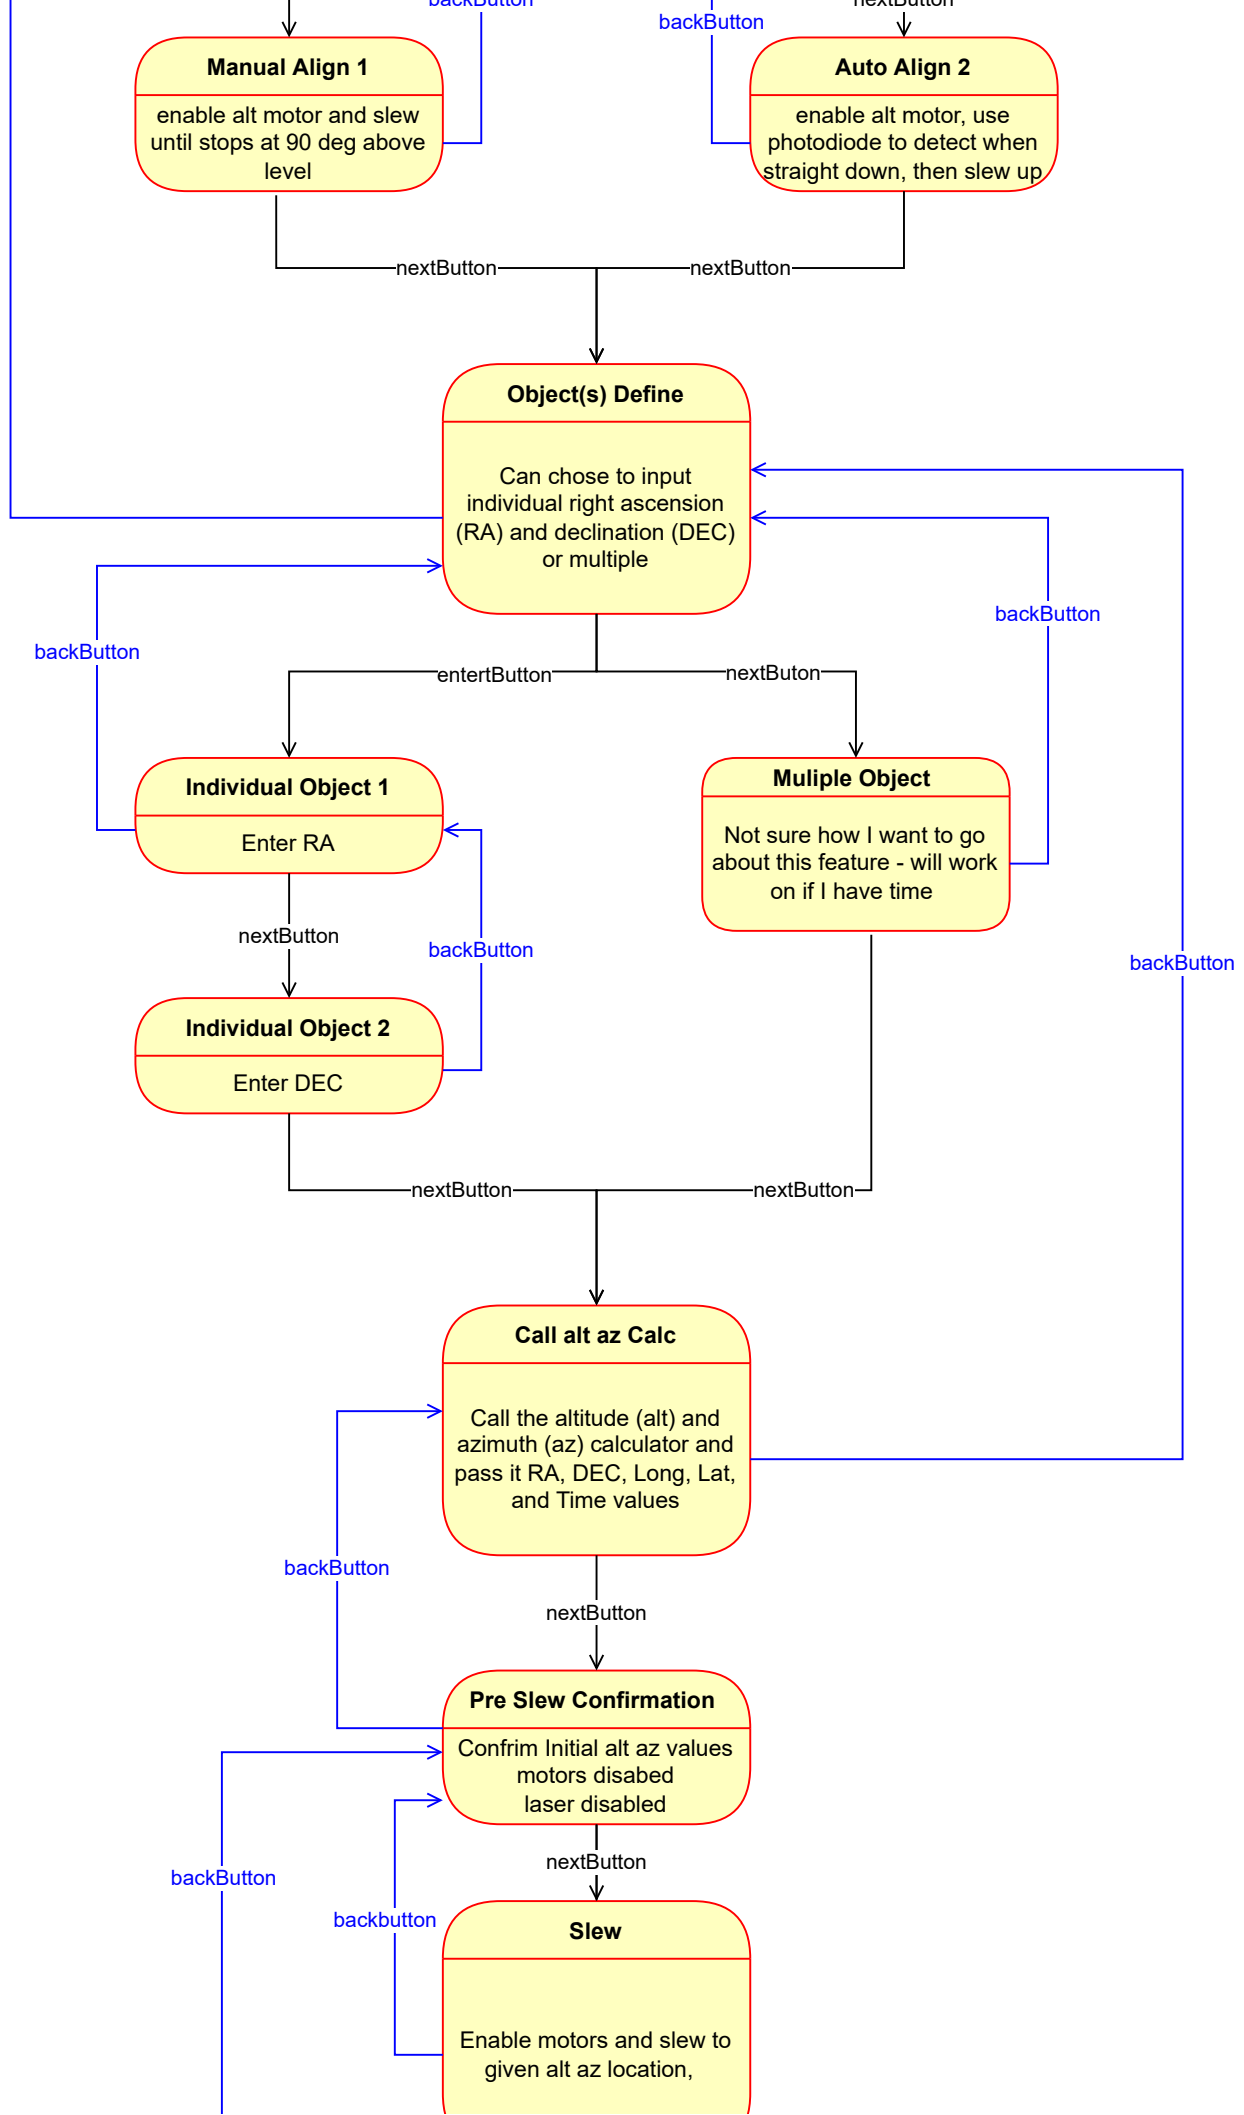 backButton
nextButton
backButton
Manual Align 1
enable alt motor and slew
until stops at 90 deg above
level
Auto Align 2
enable alt motor, use
photodiode to detect when
straight down, then slew up
nextButton
nextButton
Object(s) Define
Can chose to input
individual right ascension
(RA) and declination (DEC)
or multiple
backButton
backButton
entertButton
nextButon
Individual Object 1
Enter RA
Muliple Object
Not sure how I want to go
about this feature - will work
on if I have time
nextButton
backButton
backButton
Individual Object 2
Enter DEC
nextButton
nextButton
Call alt az Calc
Call the altitude (alt) and
azimuth (az) calculator and
pass it RA, DEC, Long, Lat,
and Time values
backButton
nextButton
Pre Slew Confirmation
Confrim Initial alt az values
motors disabed
laser disabled
nextButton
backButton
backbutton
Slew
Enable motors and slew to
given alt az location,